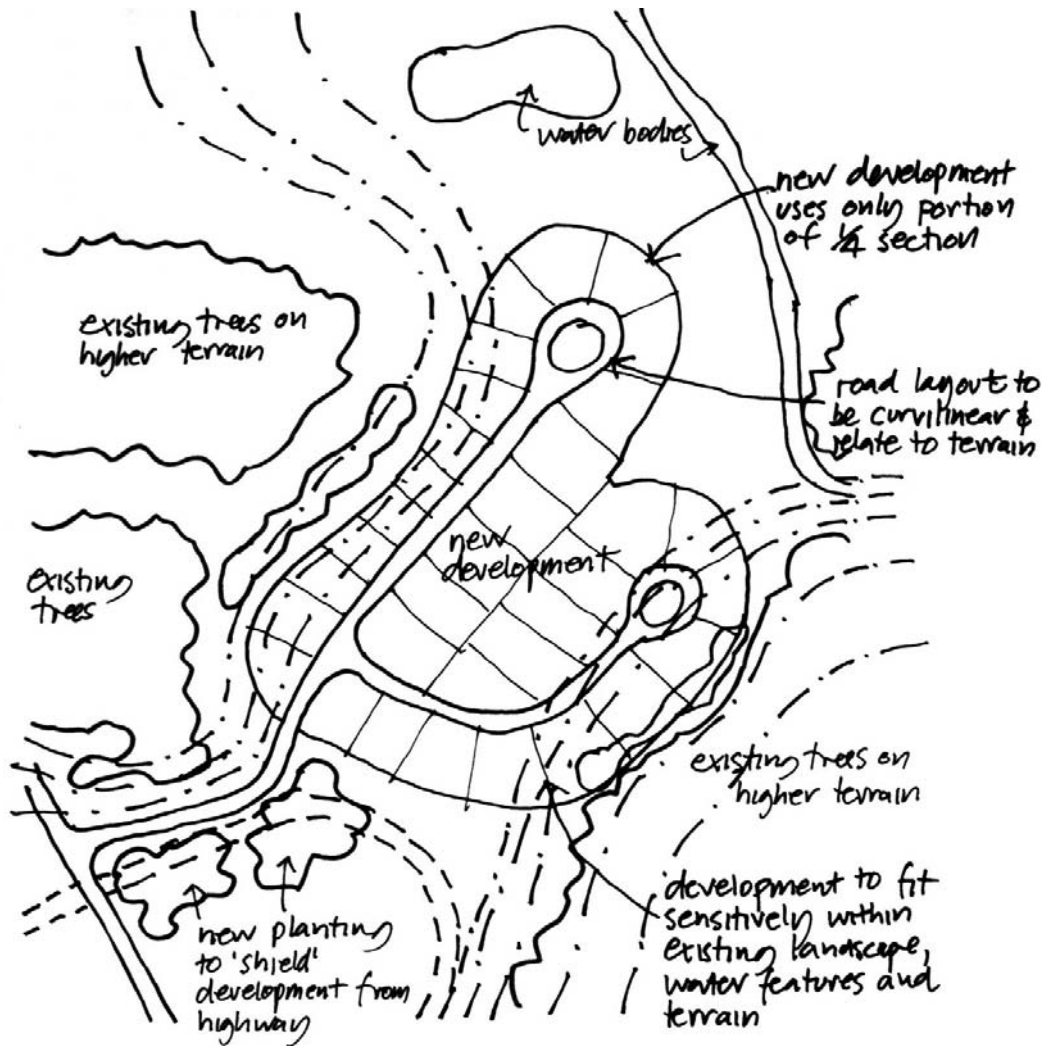 water bodies
new development
uses only portion
of 1/4 section
existing trees on
higher terrain
road layout to
be curvilinear &
relate to terrain
new
development
existing
trees
existing trees on
higher terrain
development to fit
sensitively within
existing landscape,
water features and
terrain
new planting
to 'shield'
development from
highway